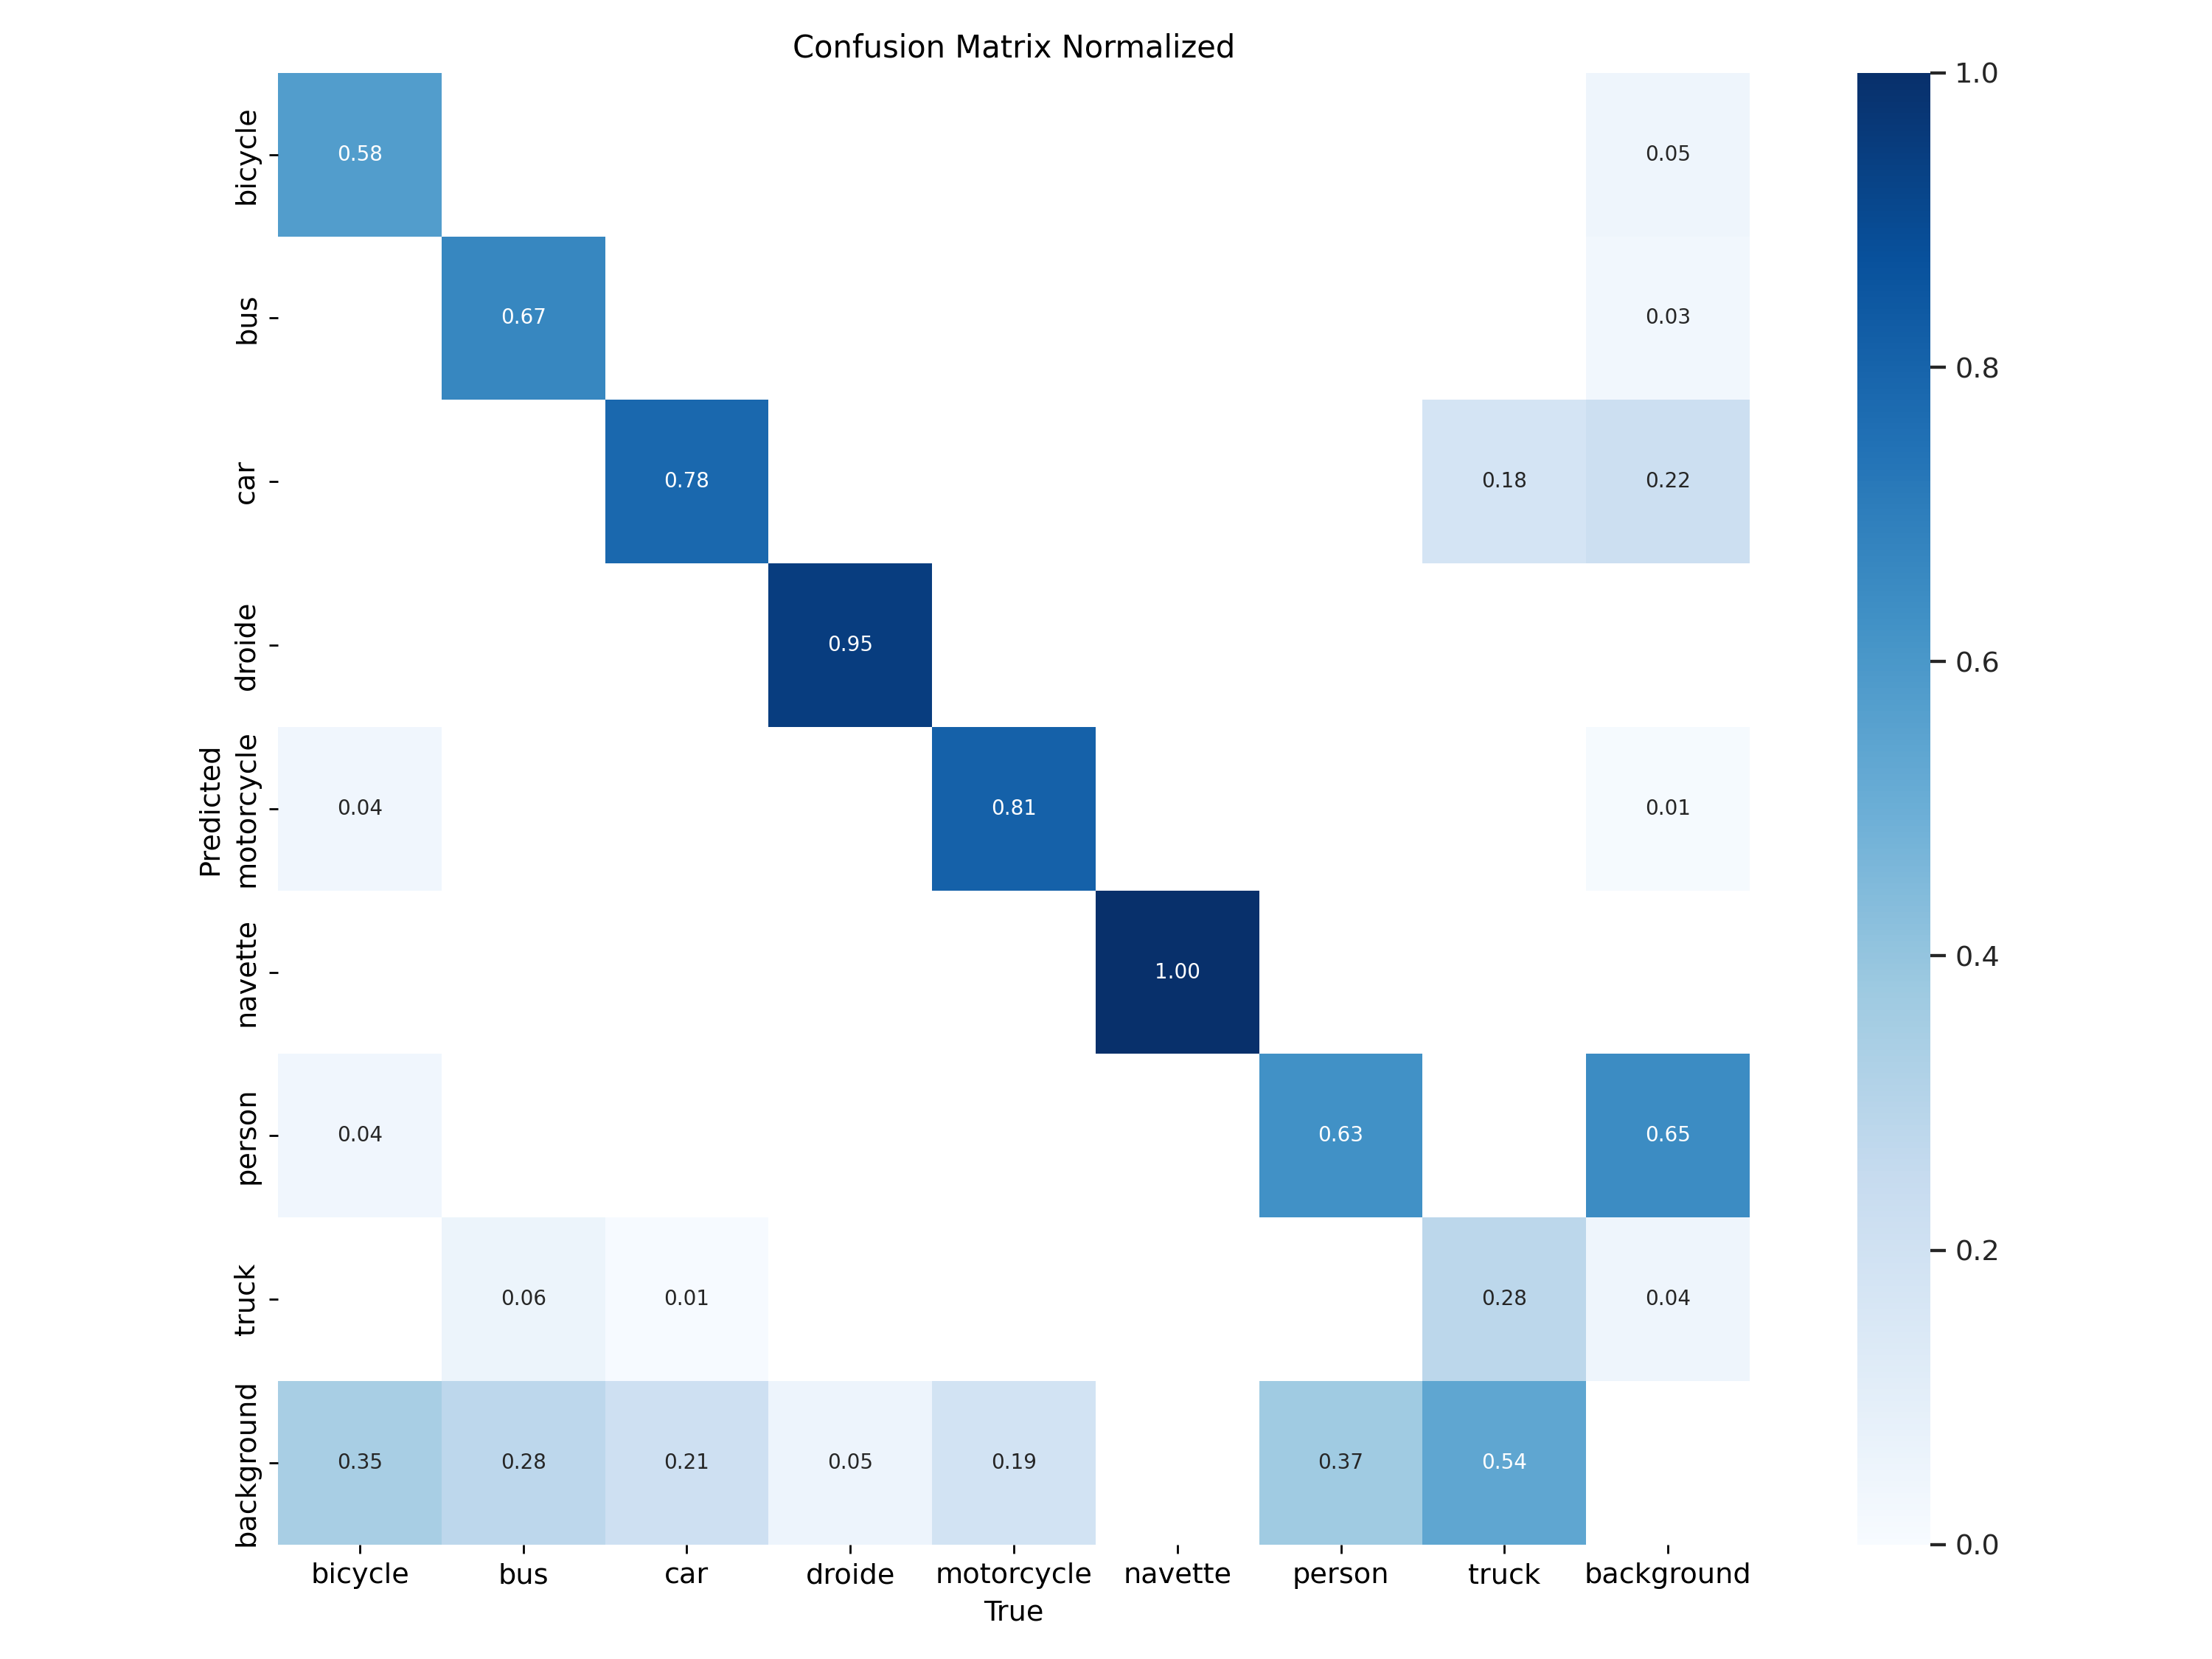 Confusion Matrix Normalized
Predicted
bicycle 0.58 0.05
bus 0.67 0.03
car 0.78 0.18 0.22
droide 0.95
motorcycle 0.04 0.81 0.01
navette 1.00
person 0.04 0.63 0.65
truck 0.06 0.01 0.28 0.04
background 0.35 0.28 0.21 0.05 0.19 0.37 0.54
bicycle bus car droide motorcycle navette person truck background
True
1.0
0.8
0.6
0.4
0.2
0.0